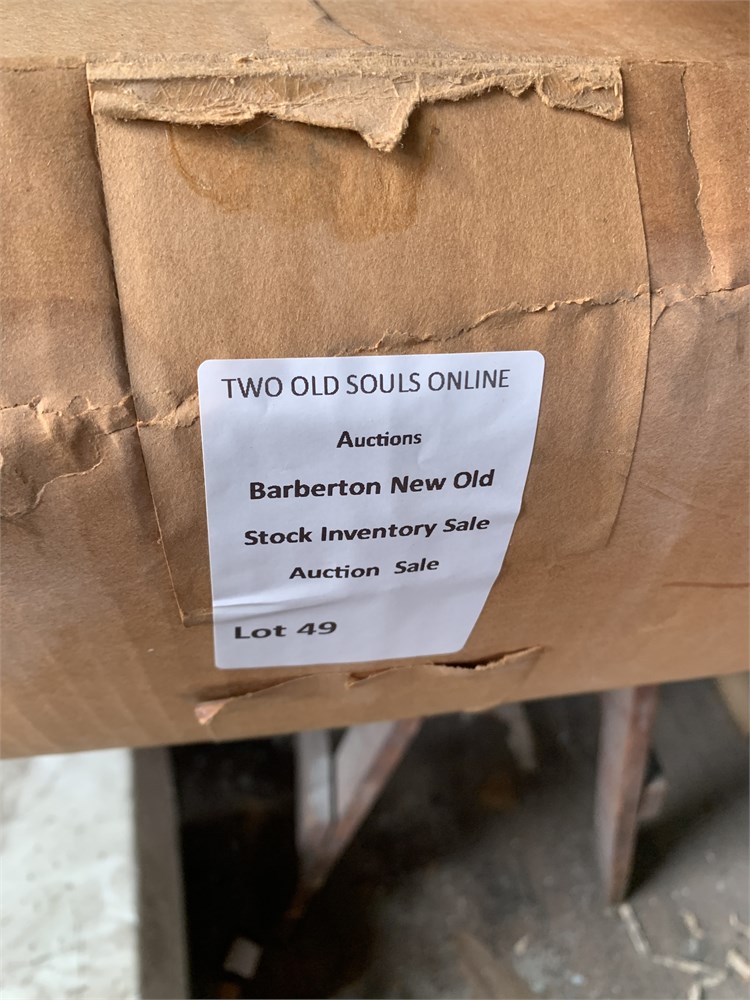 TWO OLD SOULS ONLINE
Auctions
Barberton New Old
Stock Inventory Sale
Auction Sale
Lot 49